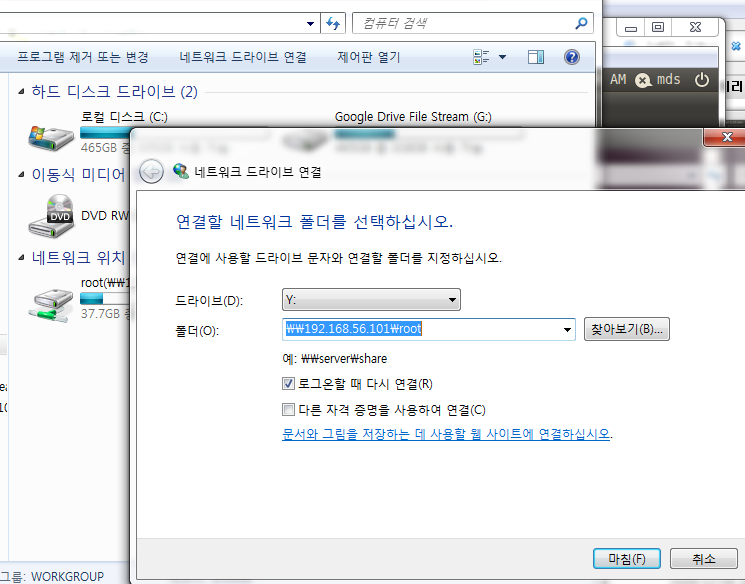 컴퓨터 검색
프로그램 제거 또는 변경 네트워크 드라이브 연결 제어판 열기
AM mds
하드 디스크 드라이브 (2)
로컬 디스크 (C:) Google Drive File Stream (G:)
465GB 중
이동식 미디어
DVD DVD RW
네트워크 위치
root(₩₩1
37.7GB 중
네트워크 드라이브 연결
연결할 네트워크 폴더를 선택하십시오.
연결에 사용할 드라이브 문자와 연결할 폴더를 지정하십시오.
드라이브(D): Y:
폴더(O): ₩₩192.168.56.101₩root 찾아보기(B)...
예: ₩₩server₩share
로그온할 때 다시 연결(R)
다른 자격 증명을 사용하여 연결(C)
문서와 그림을 저장하는 데 사용할 웹 사이트에 연결하십시오.
마침(F) 취소
그룹: WORKGROUP